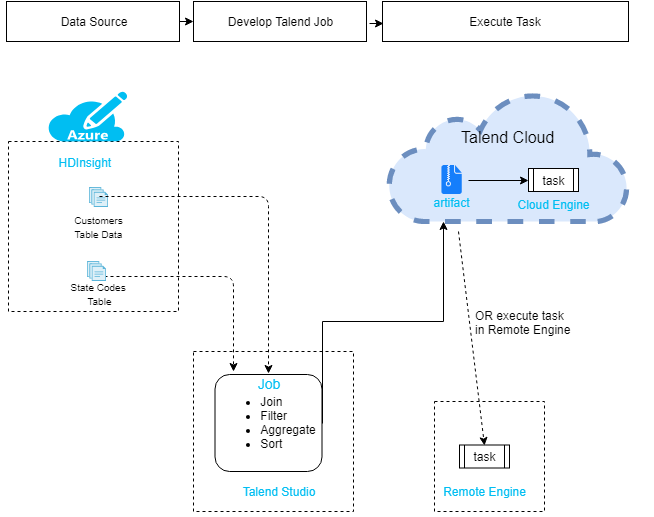 Data Source
Develop Talend Job
Execute Task
Azure
HDInsight
Customers
Table Data
State Codes
Table
Talend Cloud
artifact
task
Cloud Engine
OR execute task
in Remote Engine
Job
• Join
• Filter
• Aggregate
• Sort
Talend Studio
task
Remote Engine